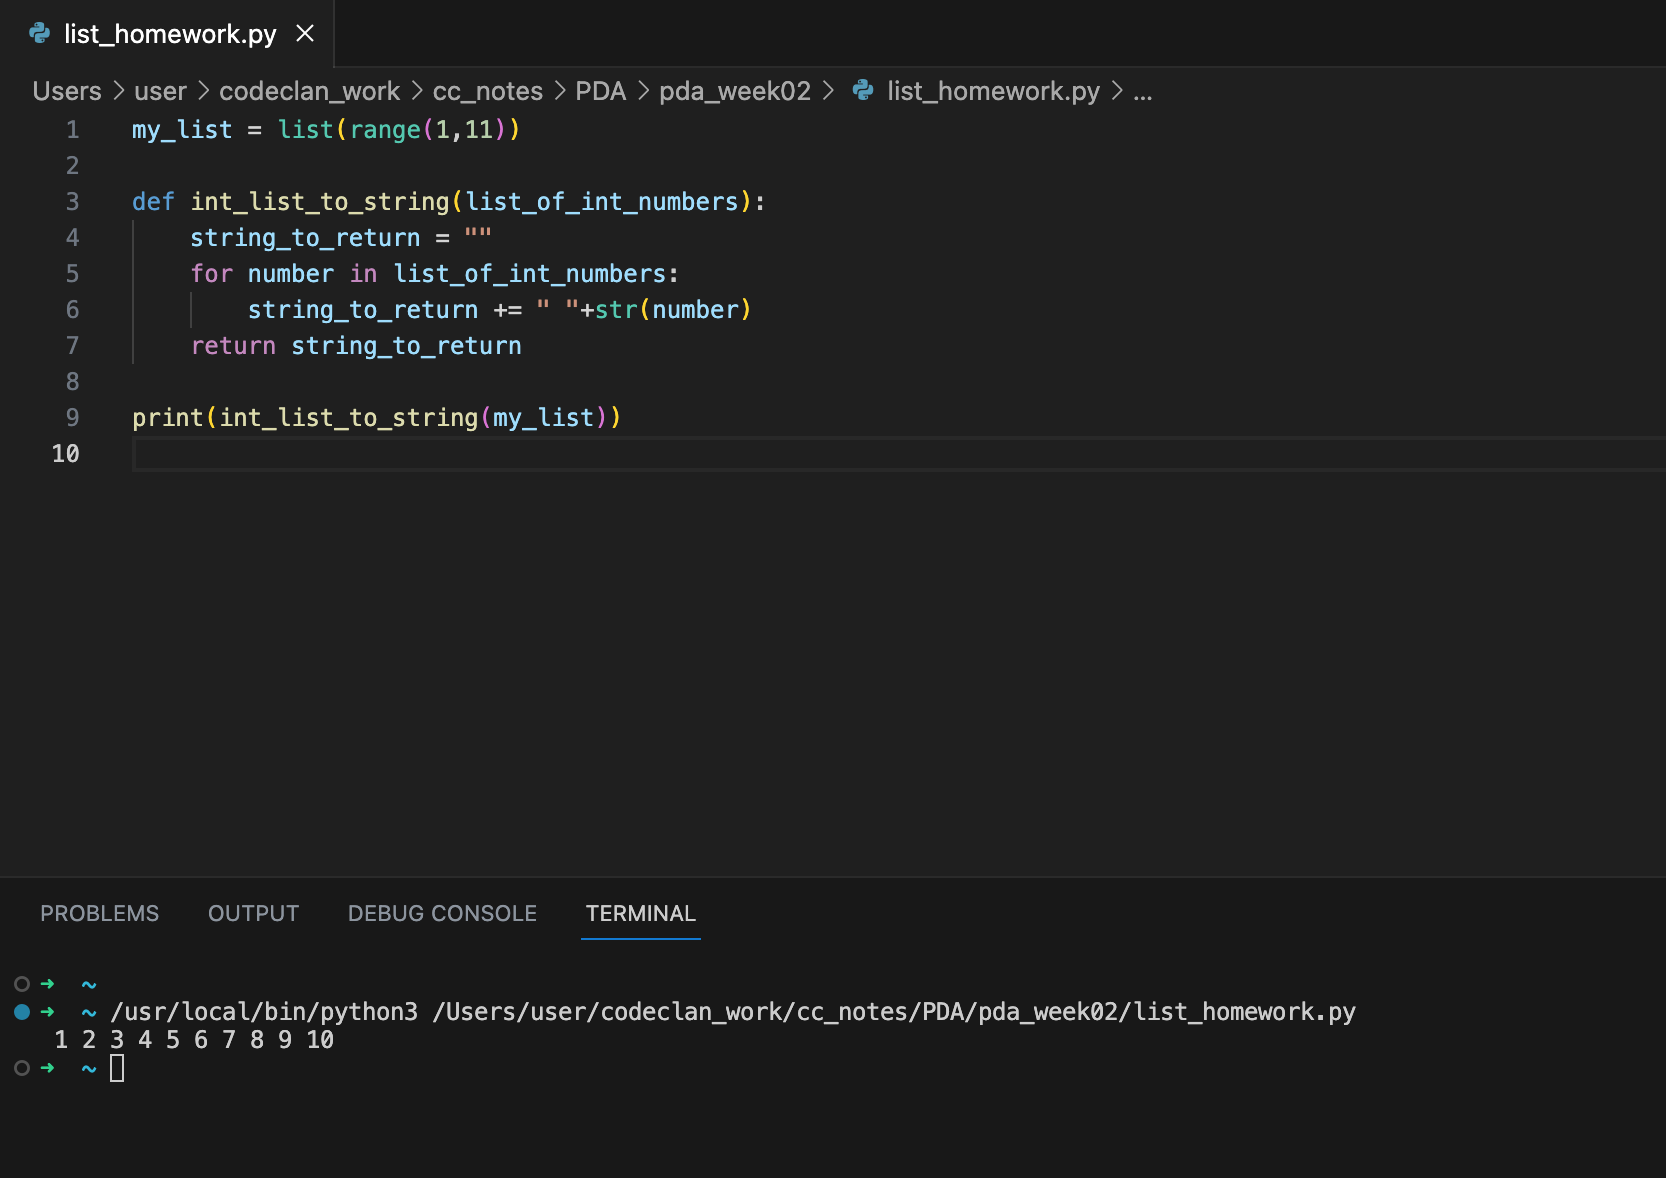 list_homework.py
Users > user > codeclan_work > cc_notes > PDA > pda_week02 > list_homework.py > ...
1 my_list = list(range(1,11))
2
3 def int_list_to_string(list_of_int_numbers):
4     string_to_return = ""
5     for number in list_of_int_numbers:
6         string_to_return += " "+str(number)
7     return string_to_return
8
9 print(int_list_to_string(my_list))
10
PROBLEMS OUTPUT DEBUG CONSOLE TERMINAL
➜ ~
➜ ~ /usr/local/bin/python3 /Users/user/codeclan_work/cc_notes/PDA/pda_week02/list_homework.py
 1 2 3 4 5 6 7 8 9 10
➜ ~